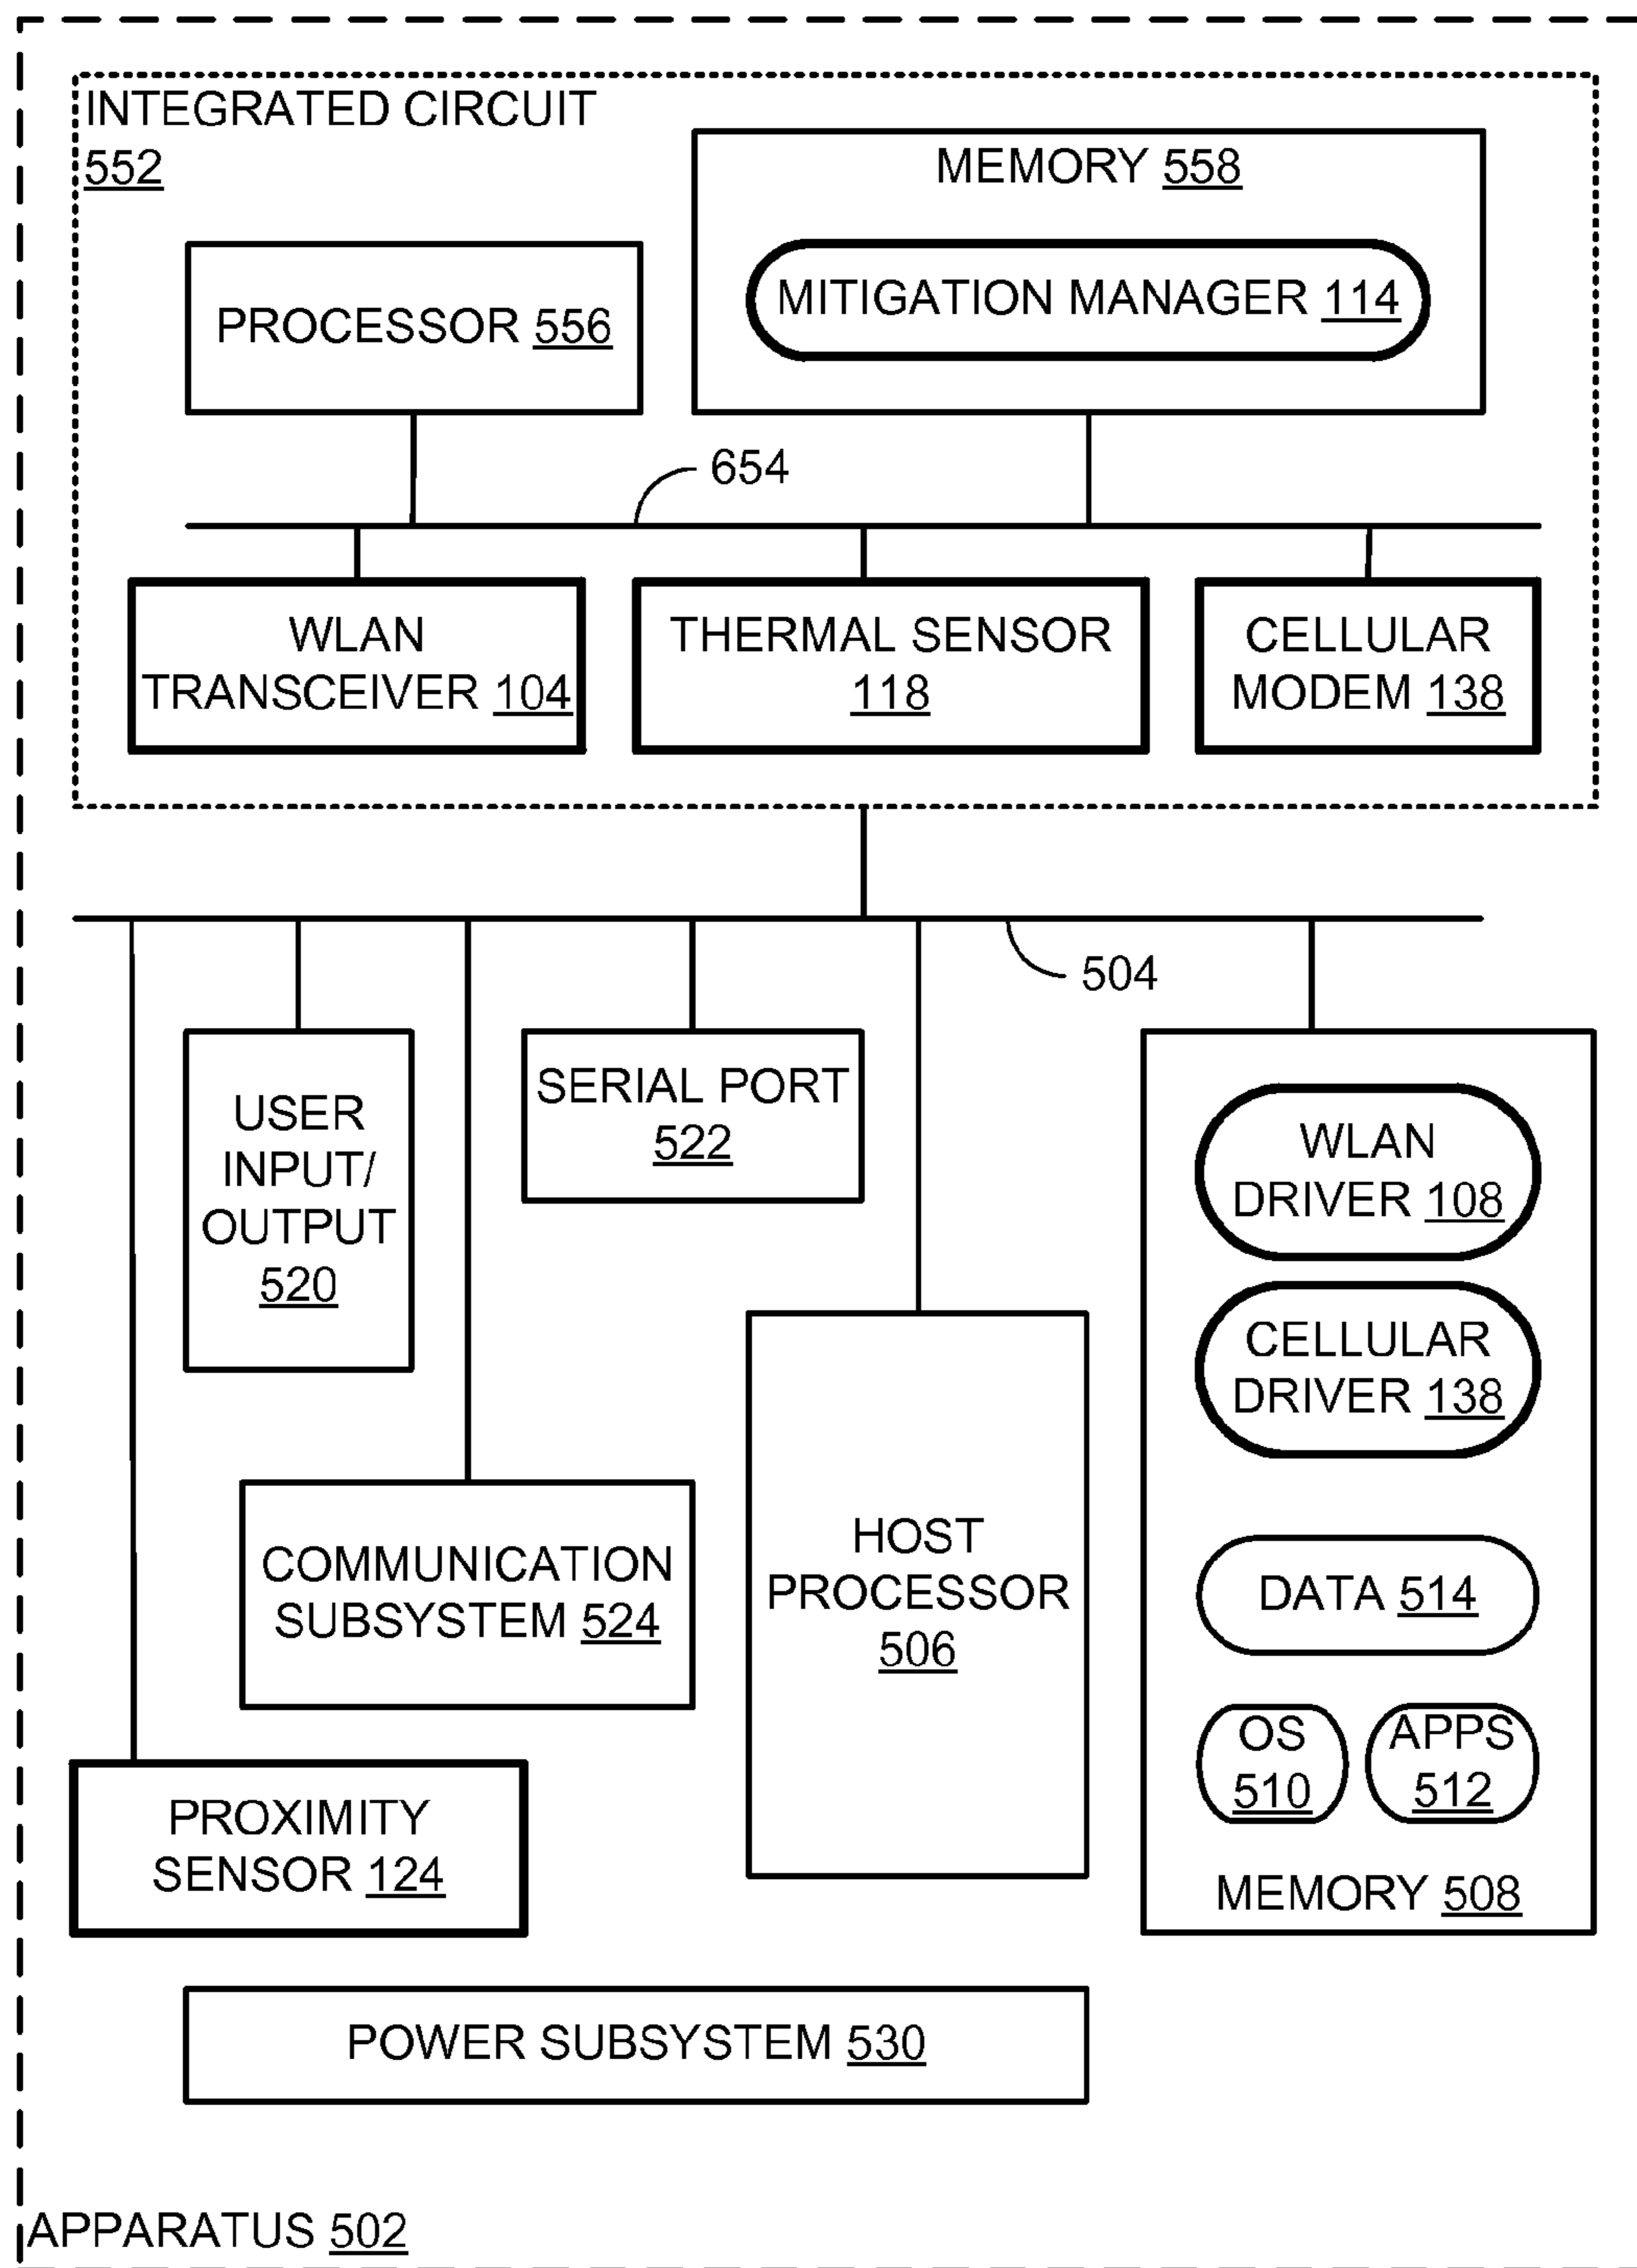 INTEGRATED CIRCUIT
552
MEMORY 558
MITIGATION MANAGER 114
PROCESSOR 556
654
WLAN
TRANSCEIVER 104
THERMAL SENSOR
118
CELLULAR
MODEM 138
504
USER
INPUT/
OUTPUT
520
SERIAL PORT
522
WLAN
DRIVER 108
CELLULAR
DRIVER 138
COMMUNICATION
SUBSYSTEM 524
HOST
PROCESSOR
506
DATA 514
OS
510
APPS
512
MEMORY 508
PROXIMITY
SENSOR 124
POWER SUBSYSTEM 530
APPARATUS 502